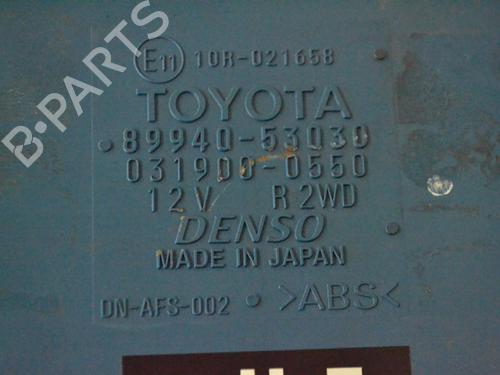 B-PARTS
E11 10R-021658
TOYOTA
89940-53030
031900-0550
12V R 2WD
DENSO
MADE IN JAPAN
DN-AFS-002 >ABS<